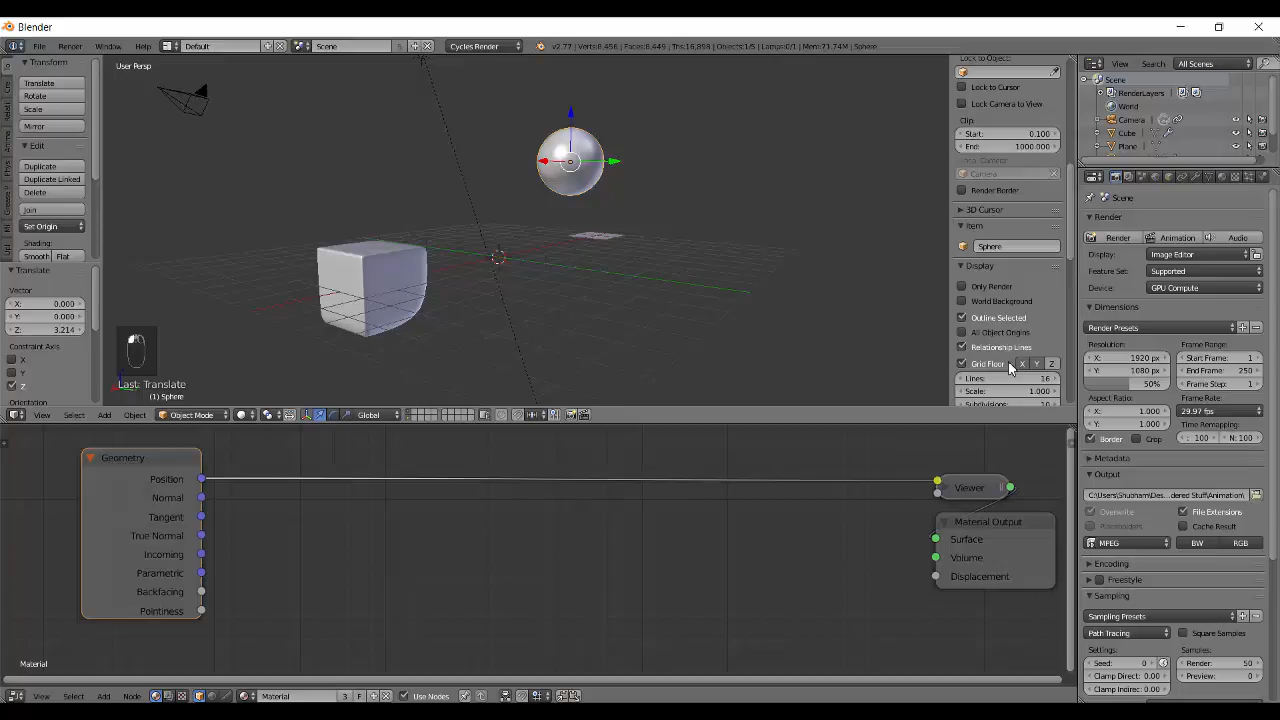 Blender
File Render Window Help Default Scene Cycles Render v2.77 | Verts:8,456 | Faces:8,449 | Tris:16,898 | Objects:1/5 | Lamps:0/1 | Mem:71.74M | Sphere
Transform
Translate
Rotate
Scale
Mirror
Edit
Duplicate
Duplicate Linked
Delete
Join
Set Origin
Shading:
Smooth Flat
Translate
Vector
X: 0.000
Y: 0.000
Z: 3.214
Constraint Axis
X
Y
Z
User Persp
Last: Translate
(1) Sphere
Lock to Object:
Lock to Cursor
Lock Camera to View
Clip:
Start: 0.100
End: 1000.000
Local Camera:
Camera
Render Border
3D Cursor
Item
Sphere
Display
Only Render
World Background
Outline Selected
All Object Origins
Relationship Lines
Grid Floor X Y Z
Lines: 16
Scale: 1.000
Subdivisions: 10
View Select Add Object Object Mode Global
Geometry
Position
Normal
Tangent
True Normal
Incoming
Parametric
Backfacing
Pointiness
Viewer
Material Output
Surface
Volume
Displacement
Material
View Select Add Node Material 3 F Use Nodes
View Search All Scenes
Scene
RenderLayers
World
Camera
Cube
Plane
Scene
Render
Render Animation Audio
Display: Image Editor
Feature Set: Supported
Device: GPU Compute
Dimensions
Render Presets
Resolution: Frame Range:
X: 1920 px Start Frame: 1
Y: 1080 px End Frame: 250
50% Frame Step: 1
Aspect Ratio: Frame Rate:
X: 1.000 29.97 fps
Y: 1.000 Time Remapping:
Border Crop : 100 N: 100
Metadata
Output
C:\Users\Shubham\Des...dered Stuff\Animation\
Overwrite File Extensions
Placeholders Cache Result
MPEG BW RGB
Encoding
Freestyle
Sampling
Sampling Presets
Path Tracing Square Samples
Settings: Samples:
Seed: 0 Render: 50
Clamp Direct: 0.00 Preview: 0
Clamp Indirect: 0.00